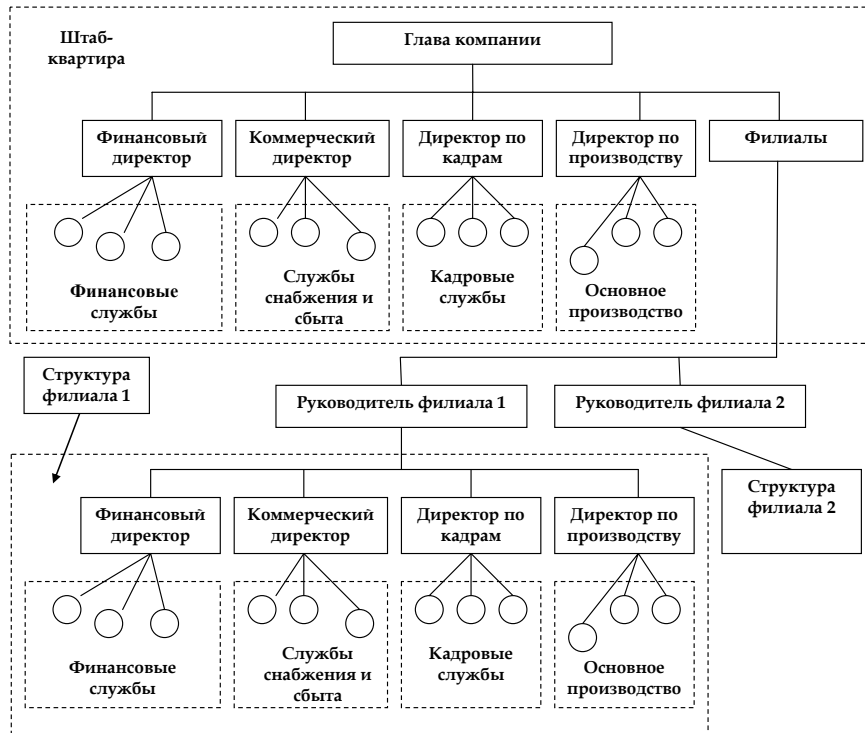 Штаб-
квартира
Глава компании
Финансовый
директор
Коммерческий
директор
Директор по
кадрам
Директор по
производству
Филиалы
Финансовые
службы
Службы
снабжения и
сбыта
Кадровые
службы
Основное
производство
Структура
филиала 1
Руководитель филиала 1
Руководитель филиала 2
Финансовый
директор
Коммерческий
директор
Директор по
кадрам
Директор по
производству
Структура
филиала 2
Финансовые
службы
Службы
снабжения и
сбыта
Кадровые
службы
Основное
производство